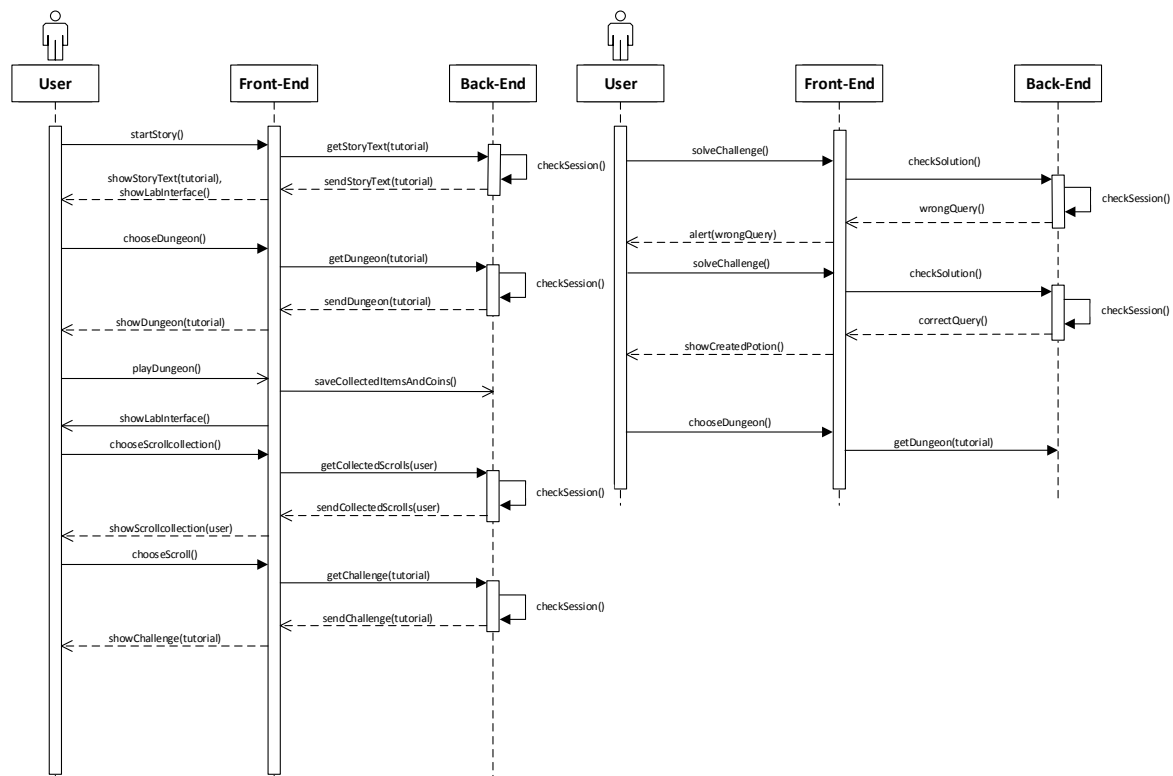 User
Front-End
Back-End
startStory()
getStoryText(tutorial)
checkSession()
showStoryText(tutorial),
showLabInterface()
sendStoryText(tutorial)
chooseDungeon()
getDungeon(tutorial)
checkSession()
sendDungeon(tutorial)
showDungeon(tutorial)
playDungeon()
saveCollectedItemsAndCoins()
showLabInterface()
chooseScrollcollection()
getCollectedScrolls(user)
checkSession()
sendCollectedScrolls(user)
showScrollcollection(user)
chooseScroll()
getChallenge(tutorial)
checkSession()
sendChallenge(tutorial)
showChallenge(tutorial)
User
Front-End
Back-End
solveChallenge()
checkSolution()
checkSession()
wrongQuery()
alert(wrongQuery)
solveChallenge()
checkSolution()
checkSession()
correctQuery()
showCreatedPotion()
chooseDungeon()
getDungeon(tutorial)